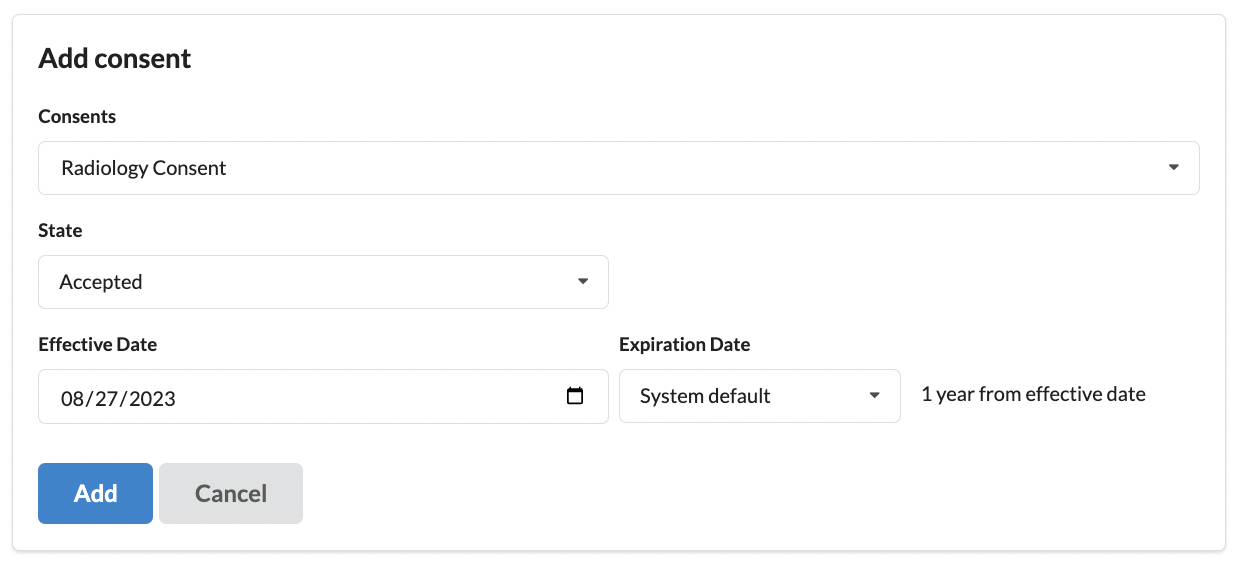 Add consent
Consents
Radiology Consent
State
Accepted
Effective Date
Expiration Date
08/27/2023
System default
1 year from effective date
Add
Cancel